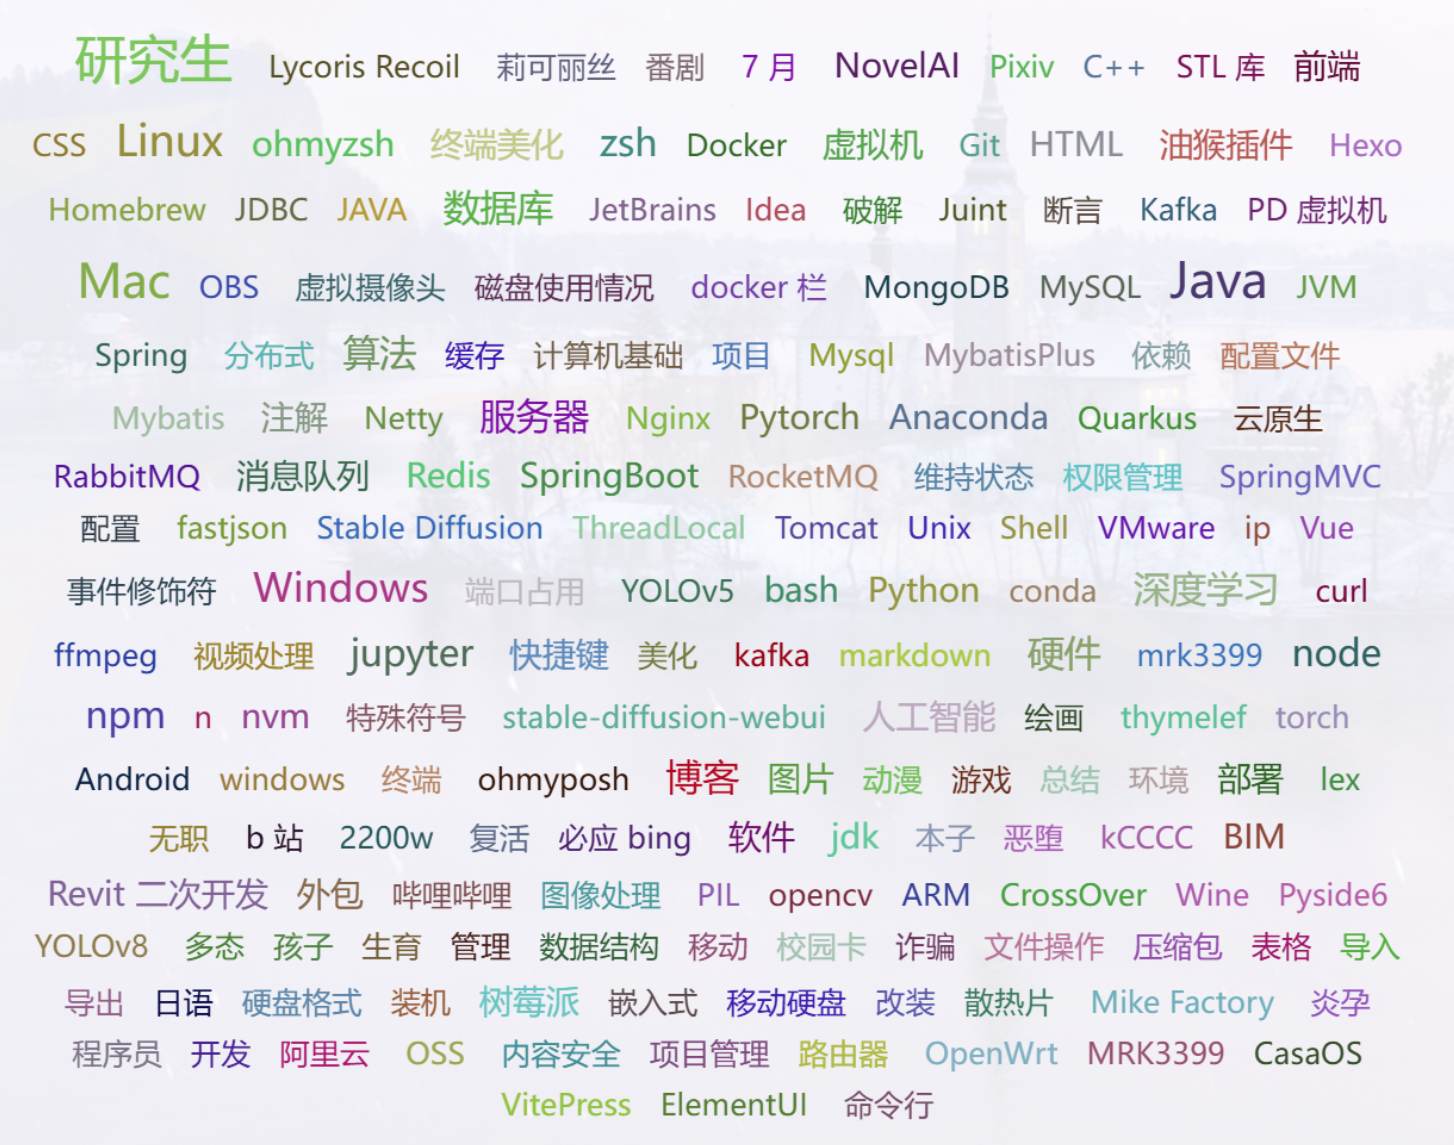 研究生 Lycoris Recoil 莉可丽丝 番剧 7 月 NovelAI Pixiv C++ STL 库 前端
CSS Linux ohmyzsh 终端美化 zsh Docker 虚拟机 Git HTML 油猴插件 Hexo
Homebrew JDBC JAVA 数据库 JetBrains Idea 破解 Juint 断言 Kafka PD 虚拟机
Mac OBS 虚拟摄像头 磁盘使用情况 docker 栏 MongoDB MySQL Java JVM
Spring 分布式 算法 缓存 计算机基础 项目 Mysql MybatisPlus 依赖 配置文件
Mybatis 注解 Netty 服务器 Nginx Pytorch Anaconda Quarkus 云原生
RabbitMQ 消息队列 Redis SpringBoot RocketMQ 维持状态 权限管理 SpringMVC
配置 fastjson Stable Diffusion ThreadLocal Tomcat Unix Shell VMware ip Vue
事件修饰符 Windows 端口占用 YOLOv5 bash Python conda 深度学习 curl
ffmpeg 视频处理 jupyter 快捷键 美化 kafka markdown 硬件 mrk3399 node
npm n nvm 特殊符号 stable-diffusion-webui 人工智能 绘画 thymelef torch
Android windows 终端 ohmyposh 博客 图片 动漫 游戏 总结 环境 部署 lex
无职 b 站 2200w 复活 必应 bing 软件 jdk 本子 恶堕 kCCCC BIM
Revit 二次开发 外包 哔哩哔哩 图像处理 PIL opencv ARM CrossOver Wine Pyside6
YOLOv8 多态 孩子 生育 管理 数据结构 移动 校园卡 诈骗 文件操作 压缩包 表格 导入
导出 日语 硬盘格式 装机 树莓派 嵌入式 移动硬盘 改装 散热片 Mike Factory 炎孕
程序员 开发 阿里云 OSS 内容安全 项目管理 路由器 OpenWrt MRK3399 CasaOS
VitePress ElementUI 命令行